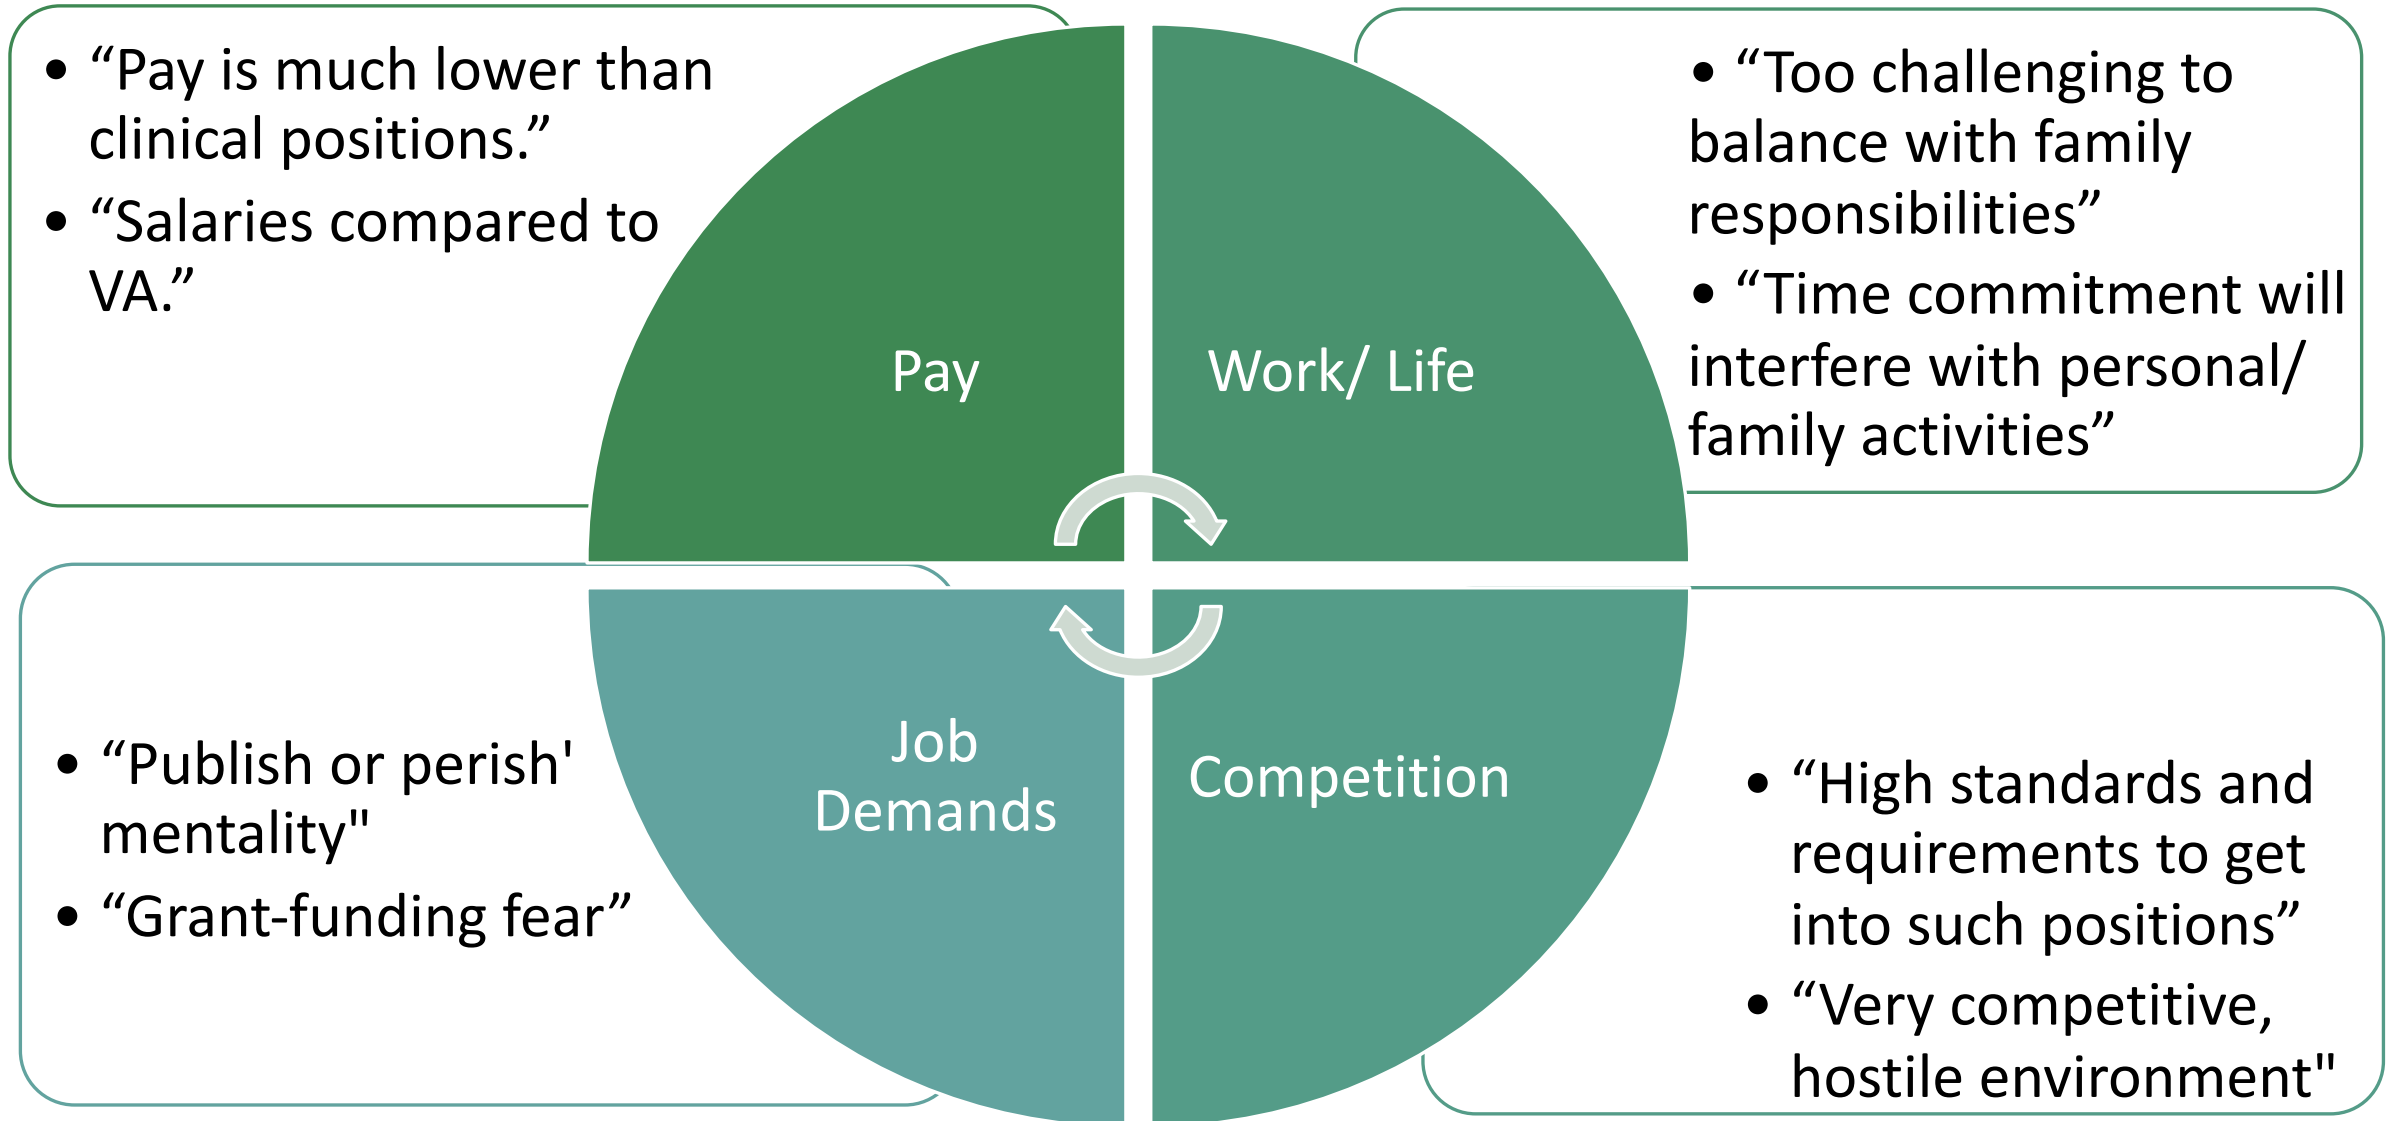 • “Pay is much lower than
clinical positions.”
• “Salaries compared to
VA.”
Pay
Work/ Life
• “Too challenging to
balance with family
responsibilities”
• “Time commitment will
interfere with personal/
family activities”
• “Publish or perish'
mentality"
• “Grant-funding fear”
Job
Demands
Competition
• “High standards and
requirements to get
into such positions”
• “Very competitive,
hostile environment"